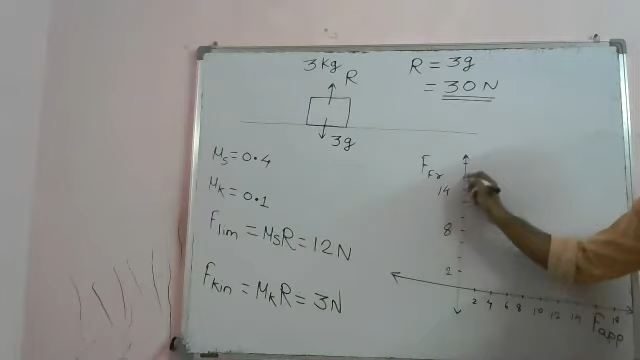 3kg
R
R = 3g
= 30N
3g
μs = 0.4
μk = 0.1
Flim = μsR = 12N
Fkin = μkR = 3N
Ffr
14
8
2
2 4 6 8 10 12 14 18
Fapp